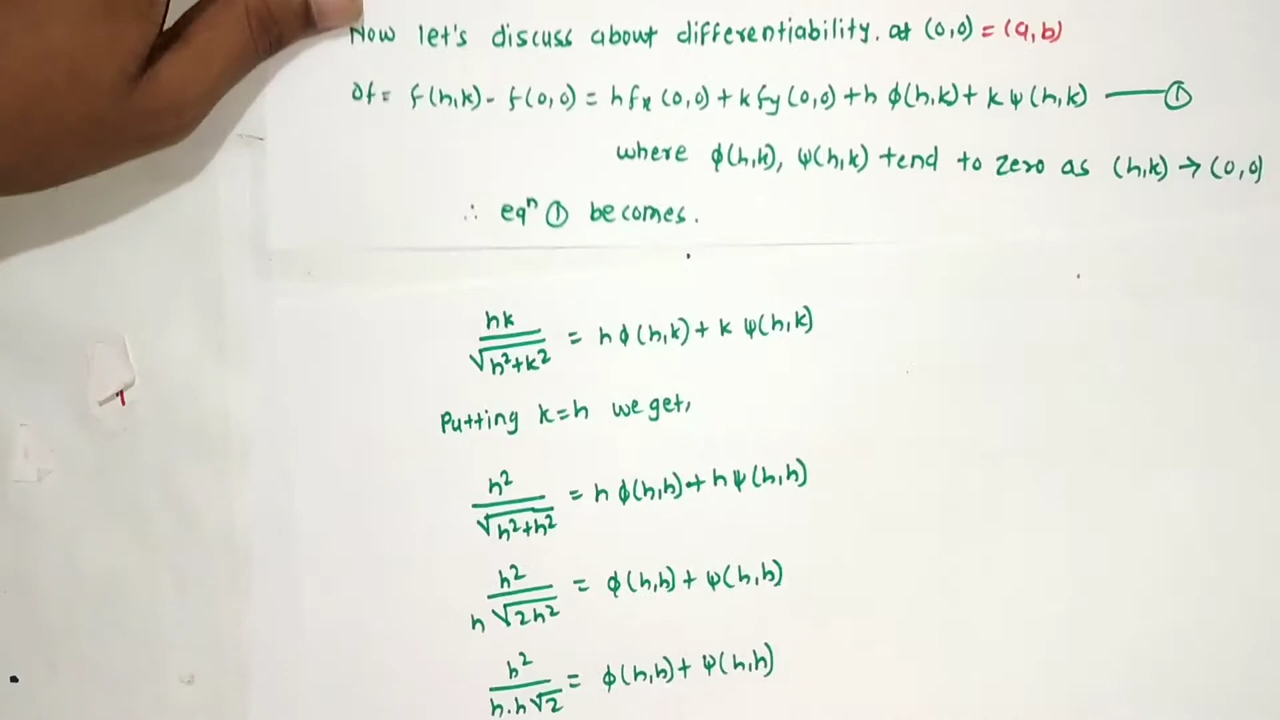 Now let's discuss about differentiability. at (0,0) = (a,b)
δf = f(h,k) - f(0,0) = h fx (0,0) + k fy (0,0) + h ϕ(h,k) + k ψ(h,k) —— ①
where ϕ(h,k), ψ(h,k) tend to zero as (h,k) → (0,0)
∴ eqⁿ ① becomes.
hk / √(h²+k²) = h ϕ(h,k) + k ψ(h,k)
Putting k=h we get,
h² / √(h²+h²) = h ϕ(h,h) + h ψ(h,h)
h² / h √(2h²) = ϕ(h,h) + ψ(h,h)
h² / h.h√2 = ϕ(h,h) + ψ(h,h)